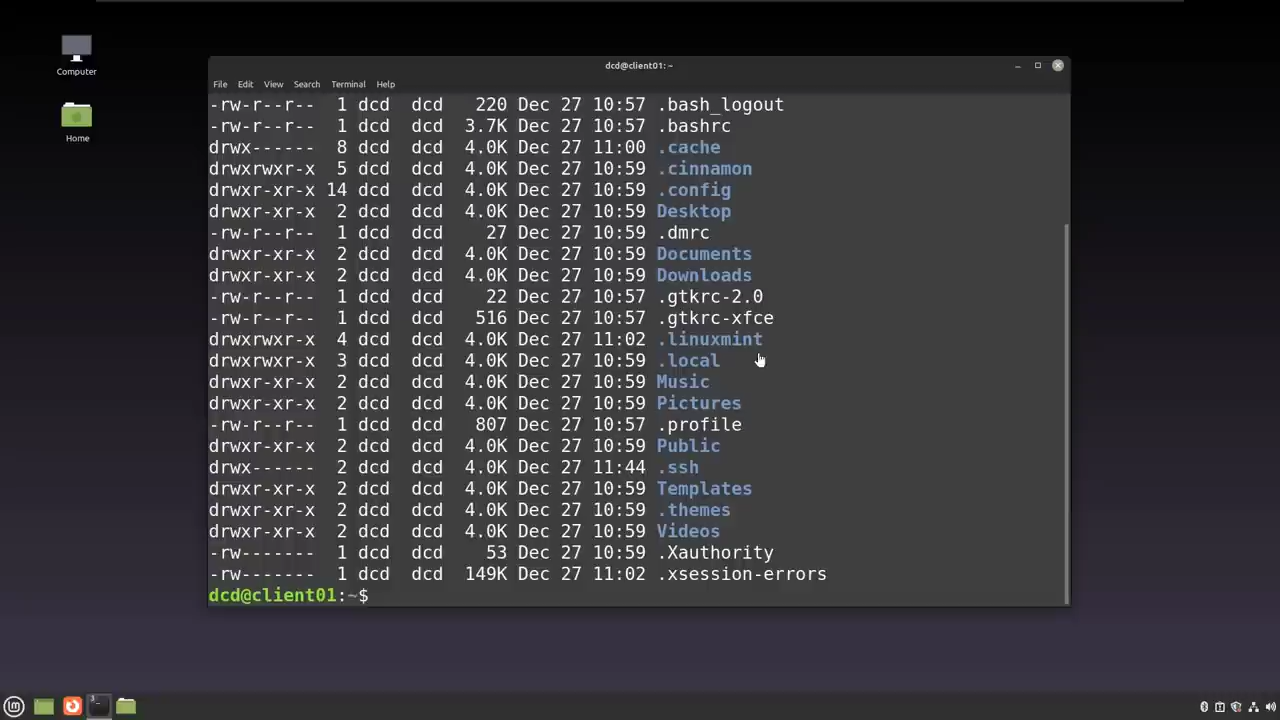 dcd@client01: ~
File Edit View Search Terminal Help
-rw-r--r-- 1 dcd dcd 220 Dec 27 10:57 .bash_logout
-rw-r--r-- 1 dcd dcd 3.7K Dec 27 10:57 .bashrc
drwx------ 8 dcd dcd 4.0K Dec 27 11:00 .cache
drwxrwxr-x 5 dcd dcd 4.0K Dec 27 10:59 .cinnamon
drwxr-xr-x 14 dcd dcd 4.0K Dec 27 10:59 .config
drwxr-xr-x 2 dcd dcd 4.0K Dec 27 10:59 Desktop
-rw-r--r-- 1 dcd dcd 27 Dec 27 10:59 .dmrc
drwxr-xr-x 2 dcd dcd 4.0K Dec 27 10:59 Documents
drwxr-xr-x 2 dcd dcd 4.0K Dec 27 10:59 Downloads
-rw-r--r-- 1 dcd dcd 22 Dec 27 10:57 .gtkrc-2.0
-rw-r--r-- 1 dcd dcd 516 Dec 27 10:57 .gtkrc-xfce
drwxrwxr-x 4 dcd dcd 4.0K Dec 27 11:02 .linuxmint
drwxrwxr-x 3 dcd dcd 4.0K Dec 27 10:59 .local
drwxr-xr-x 2 dcd dcd 4.0K Dec 27 10:59 Music
drwxr-xr-x 2 dcd dcd 4.0K Dec 27 10:59 Pictures
-rw-r--r-- 1 dcd dcd 807 Dec 27 10:57 .profile
drwxr-xr-x 2 dcd dcd 4.0K Dec 27 10:59 Public
drwx------ 2 dcd dcd 4.0K Dec 27 11:44 .ssh
drwxr-xr-x 2 dcd dcd 4.0K Dec 27 10:59 Templates
drwxr-xr-x 2 dcd dcd 4.0K Dec 27 10:59 .themes
drwxr-xr-x 2 dcd dcd 4.0K Dec 27 10:59 Videos
-rw------- 1 dcd dcd 53 Dec 27 10:59 .Xauthority
-rw------- 1 dcd dcd 149K Dec 27 11:02 .xsession-errors
dcd@client01:~$
Computer
Home